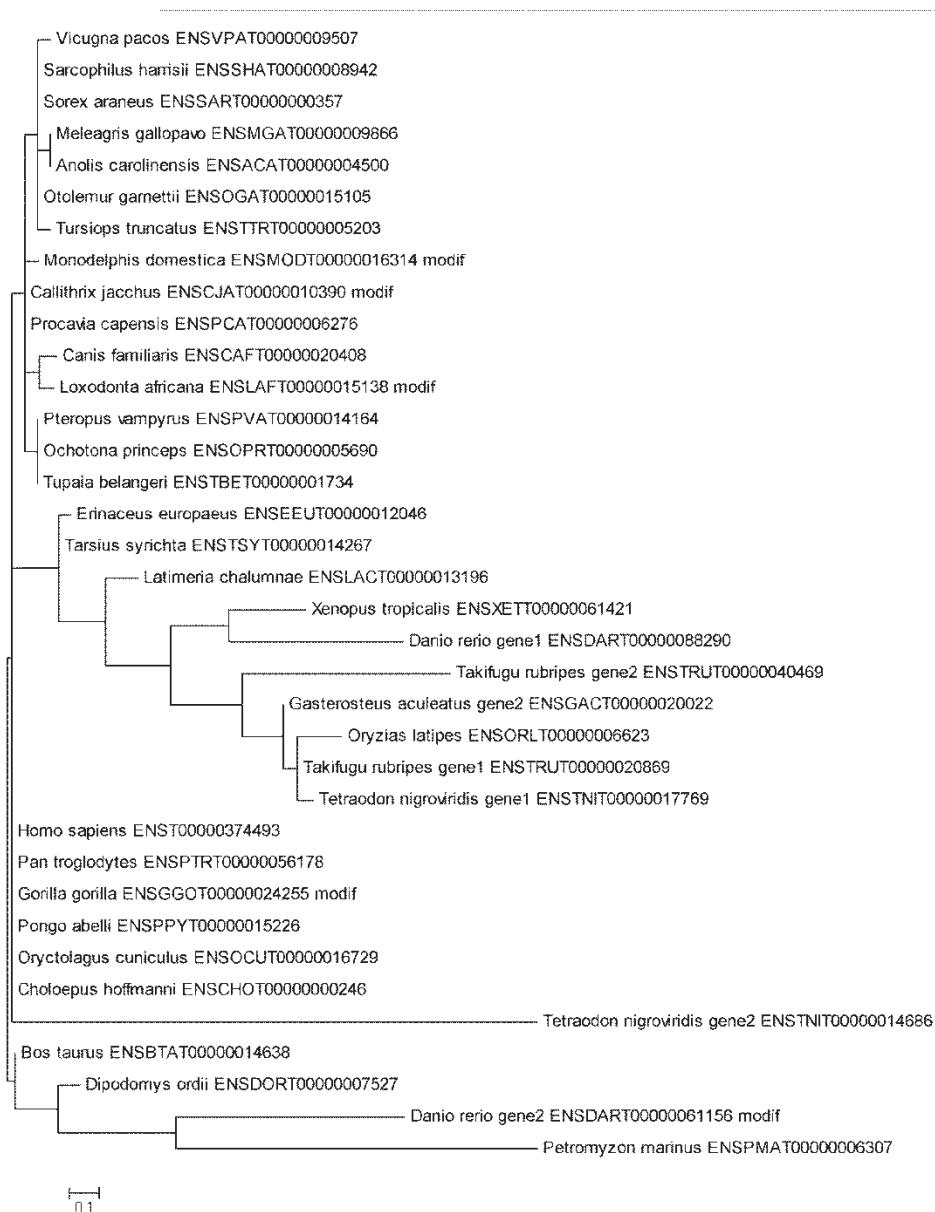 Vicugna pacos ENSVPAT00000009507
Sarcophilus harrisii ENSSHAT00000008942
Sorex araneus ENSSART00000000357
Meleagris gallopavo ENSMGAT00000009866
Anolis carolinensis ENSACAT00000004500
Otolemur garnettii ENSOGAT00000015105
Tursiops truncatus ENSTTRT00000005203
Monodelphis domestica ENSMODT00000016314 modif
Callithrix jacchus ENSCJAT00000010390 modif
Procavia capensis ENSPCAT00000006276
Canis familiaris ENSCAFT00000020408
Loxodonta africana ENSLAFT00000015138 modif
Pteropus vampyrus ENSPVAT00000014164
Ochotona princeps ENSOPRT00000005690
Tupaia belangeri ENSTBET00000001734
Erinaceus europaeus ENSEEUT00000012046
Tarsius syrichta ENSTSYT00000014267
Latimeria chalumnae ENSLACT00000013196
Xenopus tropicalis ENSXETT00000061421
Danio rerio gene1 ENSDART00000088290
Takifugu rubripes gene2 ENSTRUT00000040469
Gasterosteus aculeatus gene2 ENSGACT00000020022
Oryzias latipes ENSORLT00000006623
Takifugu rubripes gene1 ENSTRUT00000020869
Tetraodon nigroviridis gene1 ENSTNIT00000017769
Homo sapiens ENST00000374493
Pan troglodytes ENSPTRT00000056178
Gorilla gorilla ENSGGOT00000024255 modif
Pongo abelli ENSPPYT00000015226
Oryctolagus cuniculus ENSOCUT00000016729
Choloepus hoffmanni ENSCHOT00000000246
Tetraodon nigroviridis gene2 ENSTNIT00000014686
Bos taurus ENSBTAT00000014638
Dipodomys ordii ENSDORT00000007527
Danio rerio gene2 ENSDART00000061156 modif
Petromyzon marinus ENSPMAT00000006307
0.1